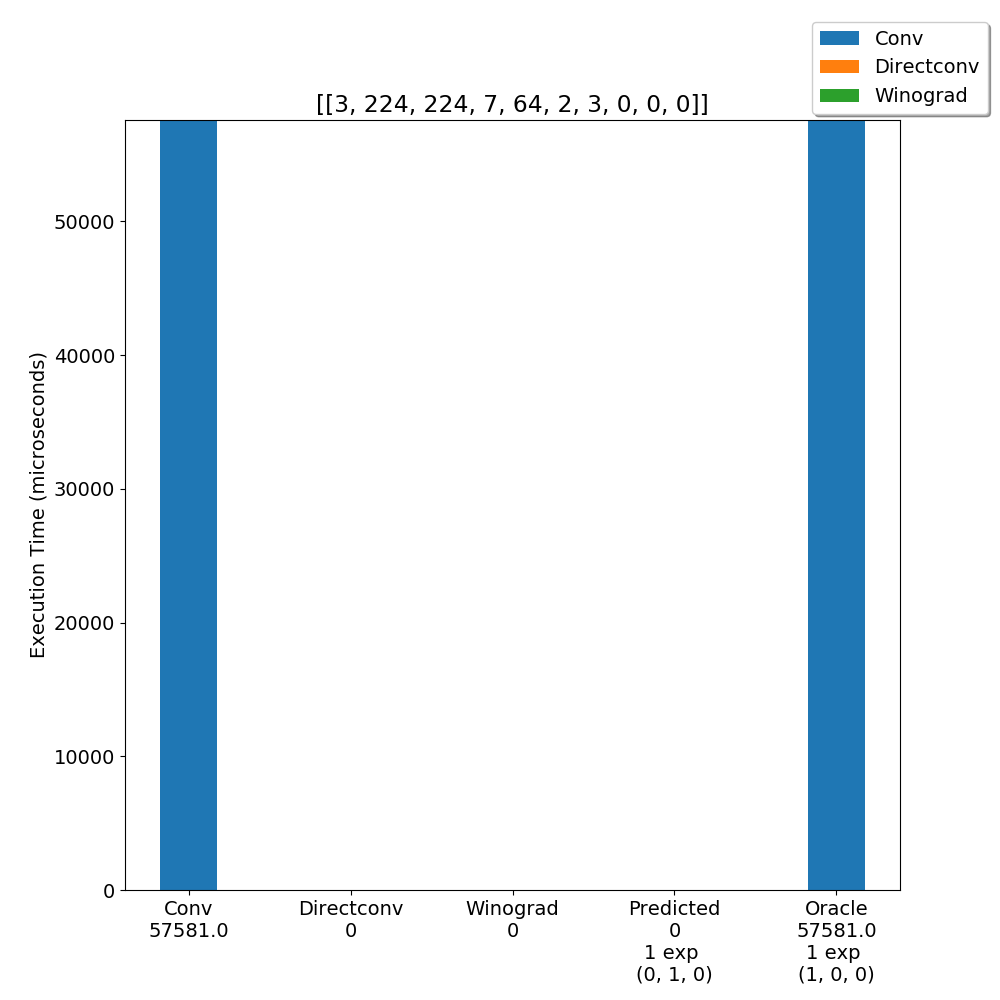 Conv
Directconv
Winograd
[[3, 224, 224, 7, 64, 2, 3, 0, 0, 0]]
Execution Time (microseconds)
50000
40000
30000
20000
10000
0
Conv
57581.0
Directconv
0
Winograd
0
Predicted
0
1 exp
(0, 1, 0)
Oracle
57581.0
1 exp
(1, 0, 0)